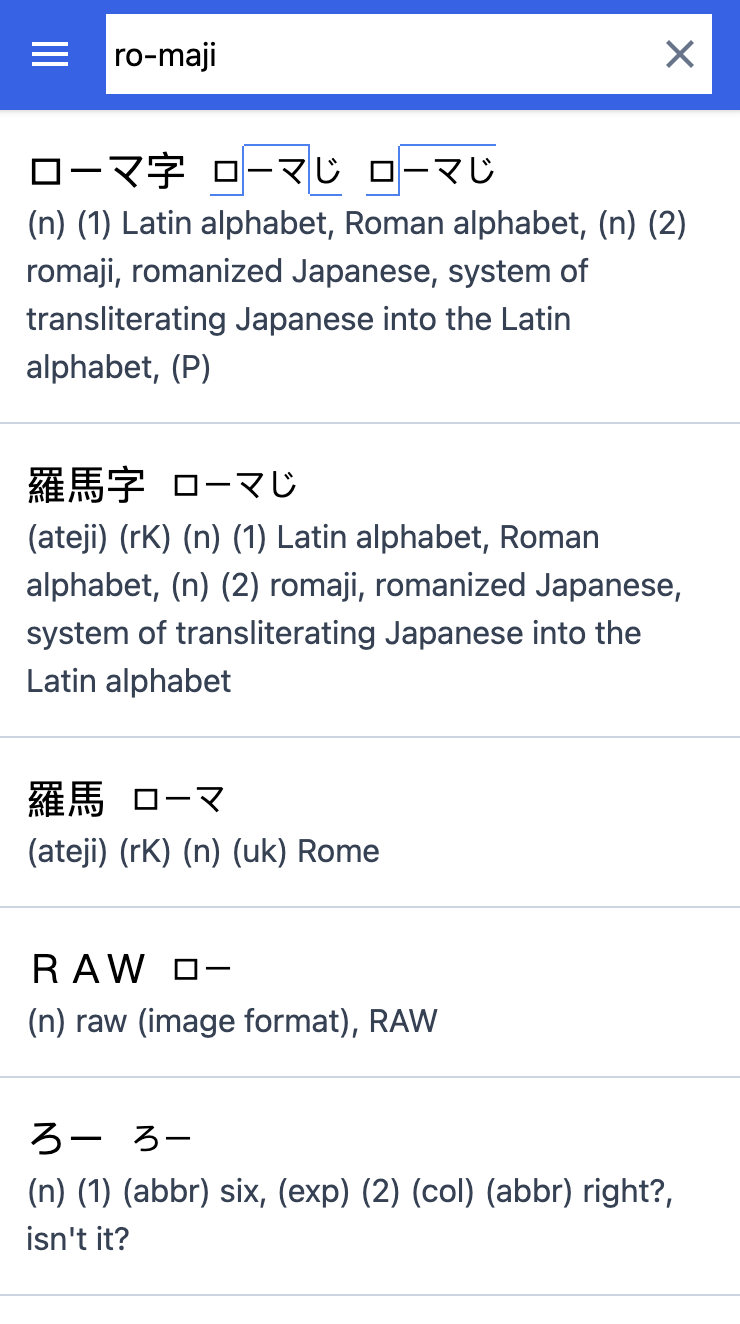 ro-maji
ローマ字 ローマじ ローマじ
(n) (1) Latin alphabet, Roman alphabet, (n) (2)
romaji, romanized Japanese, system of
transliterating Japanese into the Latin
alphabet, (P)
羅馬字 ローマじ
(ateji) (rK) (n) (1) Latin alphabet, Roman
alphabet, (n) (2) romaji, romanized Japanese,
system of transliterating Japanese into the
Latin alphabet
羅馬 ローマ
(ateji) (rK) (n) (uk) Rome
ＲＡＷ ロー
(n) raw (image format), RAW
ろー ろー
(n) (1) (abbr) six, (exp) (2) (col) (abbr) right?,
isn't it?